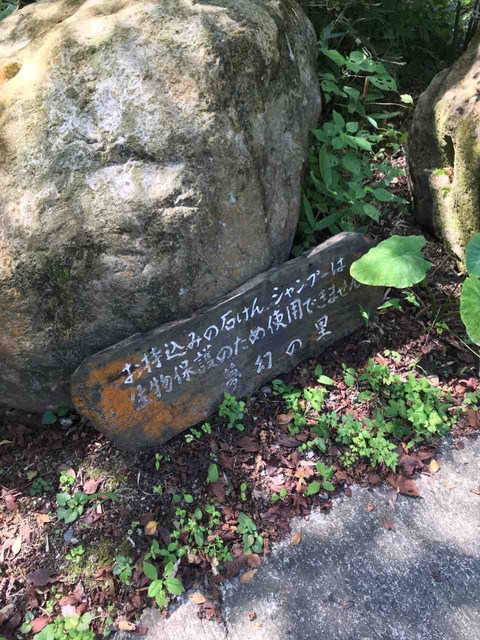 お持込みの石けん、シャンプーは
生物保護のため使用できません
夢幻の里